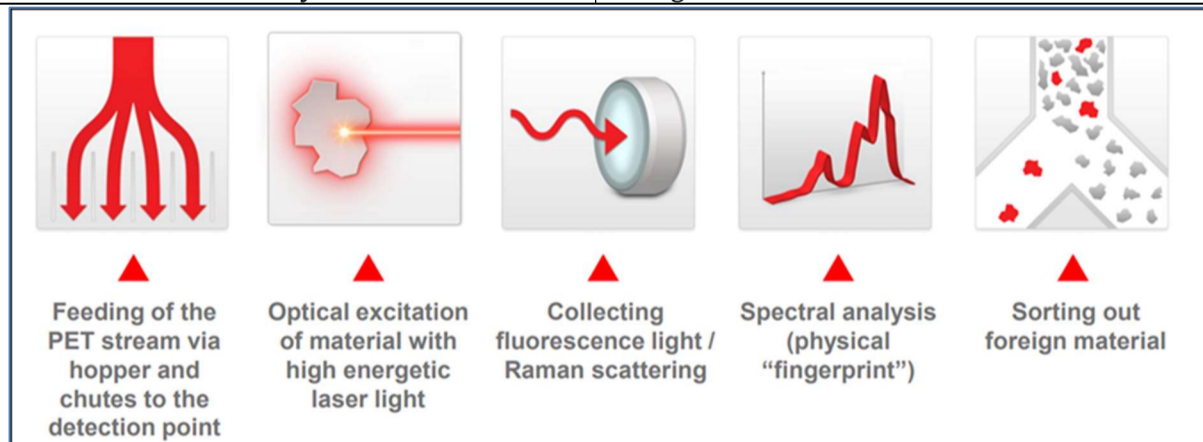 Feeding of the
PET stream via
hopper and
chutes to the
detection point
Optical excitation
of material with
high energetic
laser light
Collecting
fluorescence light /
Raman scattering
Spectral analysis
(physical
“fingerprint”)
Sorting out
foreign material